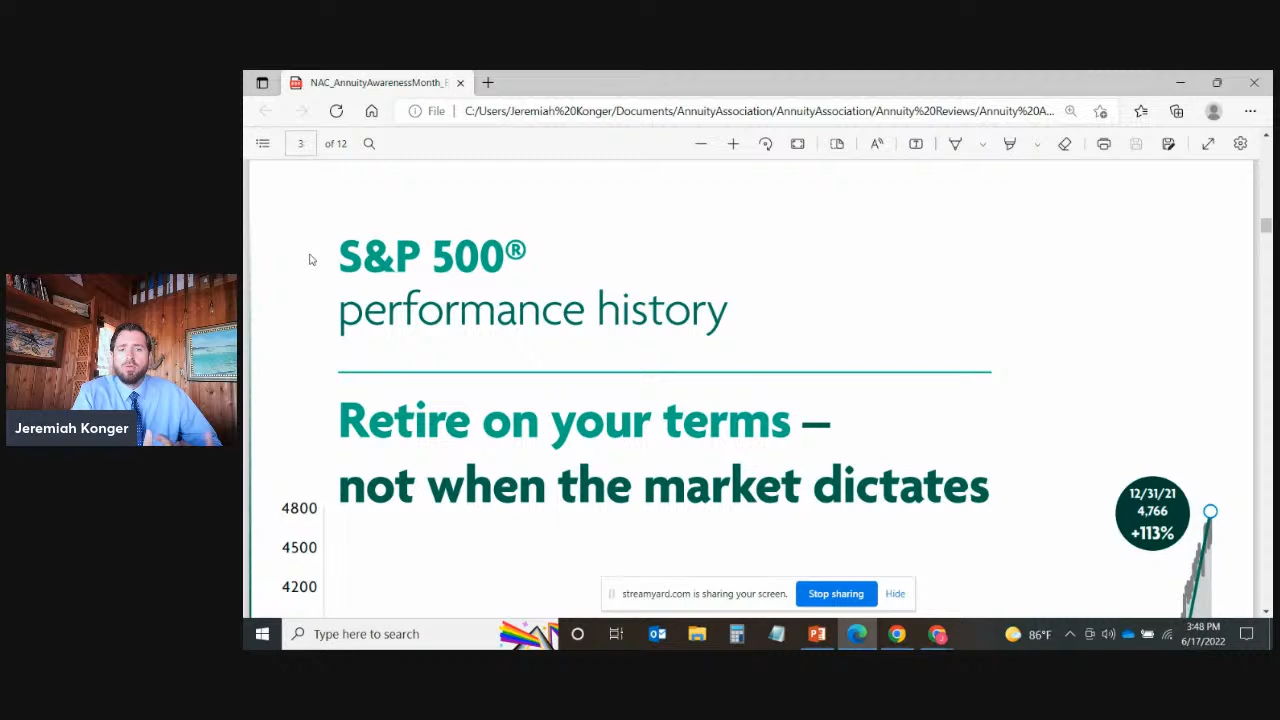 NAC_AnnuityAwarenessMonth_F
File
C:/Users/Jeremiah%20Konger/Documents/AnnuityAssociation/AnnuityAssociation/Annuity%20Reviews/Annuity%20A...
3 of 12
S&P 500®
performance history
Retire on your terms –
not when the market dictates
4800
4500
4200
12/31/21
4,766
+113%
Jeremiah Konger
streamyard.com is sharing your screen.
Stop sharing
Hide
Type here to search
86°F
3:48 PM
6/17/2022